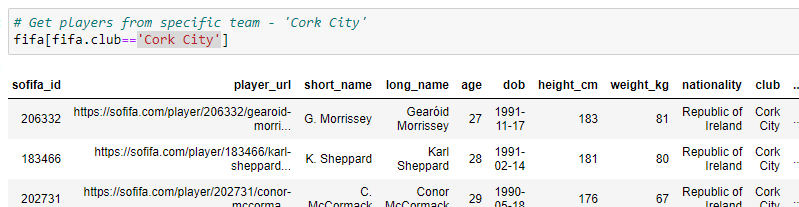 # Get players from specific team - 'Cork City'
fifa[fifa.club=='Cork City']
sofifa_id player_url short_name long_name age dob height_cm weight_kg nationality club ..
206332 https://sofifa.com/player/206332/gearoid-morri... G. Morrissey Gearóid Morrissey 27 1991-11-17 183 81 Republic of Ireland Cork City ..
183466 https://sofifa.com/player/183466/karl-sheppard... K. Sheppard Karl Sheppard 28 1991-02-14 181 80 Republic of Ireland Cork City ..
202731 https://sofifa.com/player/202731/conor-mccorma... C. McCormack Conor McCormack 29 1990-05-18 176 67 Republic of Ireland Cork City ..